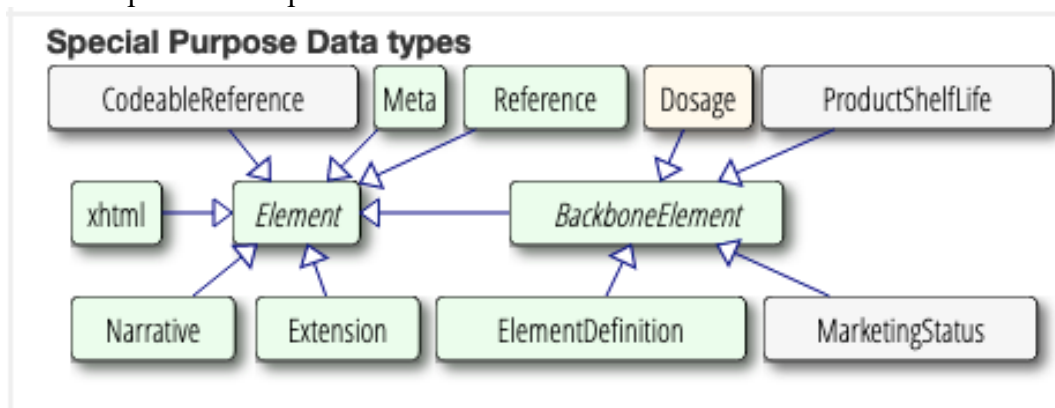 Special Purpose Data types
CodeableReference Meta Reference Dosage ProductShelfLife
xhtml Element BackboneElement
Narrative Extension ElementDefinition MarketingStatus